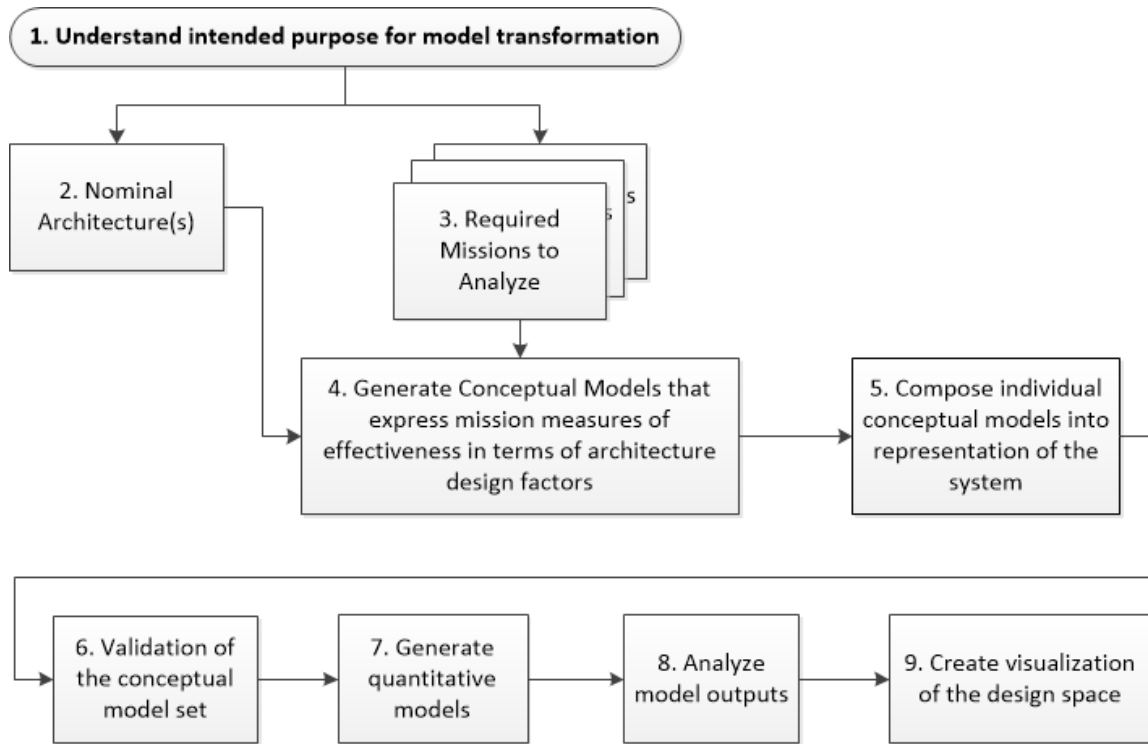 1. Understand intended purpose for model transformation
2. Nominal
Architecture(s)
s
s
3. Required
Missions to
Analyze
4. Generate Conceptual Models that
express mission measures of
effectiveness in terms of architecture
design factors
5. Compose individual
conceptual models into
representation of the
system
6. Validation of
the conceptual
model set
7. Generate
quantitative
models
8. Analyze
model outputs
9. Create visualization
of the design space